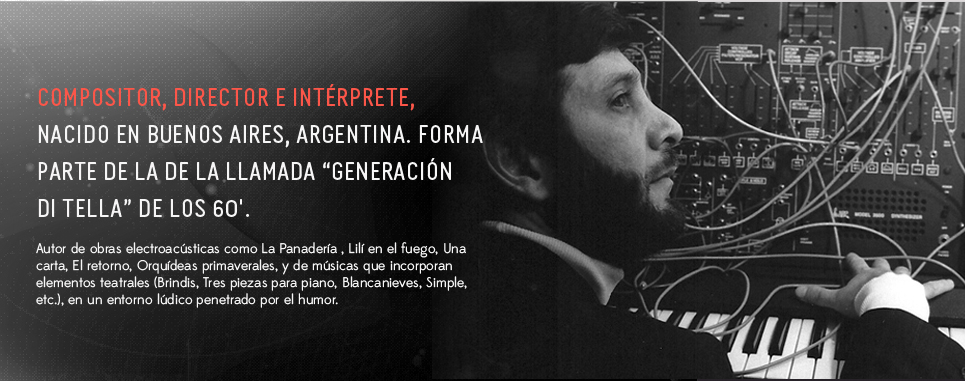 COMPOSITOR, DIRECTOR E INTÉRPRETE,
NACIDO EN BUENOS AIRES, ARGENTINA. FORMA
PARTE DE LA DE LA LLAMADA “GENERACIÓN
DI TELLA” DE LOS 60'.
Autor de obras electroacústicas como La Panadería , Lilí en el fuego, Una
carta, El retorno, Orquídeas primaverales, y de músicas que incorporan
elementos teatrales (Brindis, Tres piezas para piano, Blancanieves, Simple,
etc.), en un entorno lúdico penetrado por el humor.